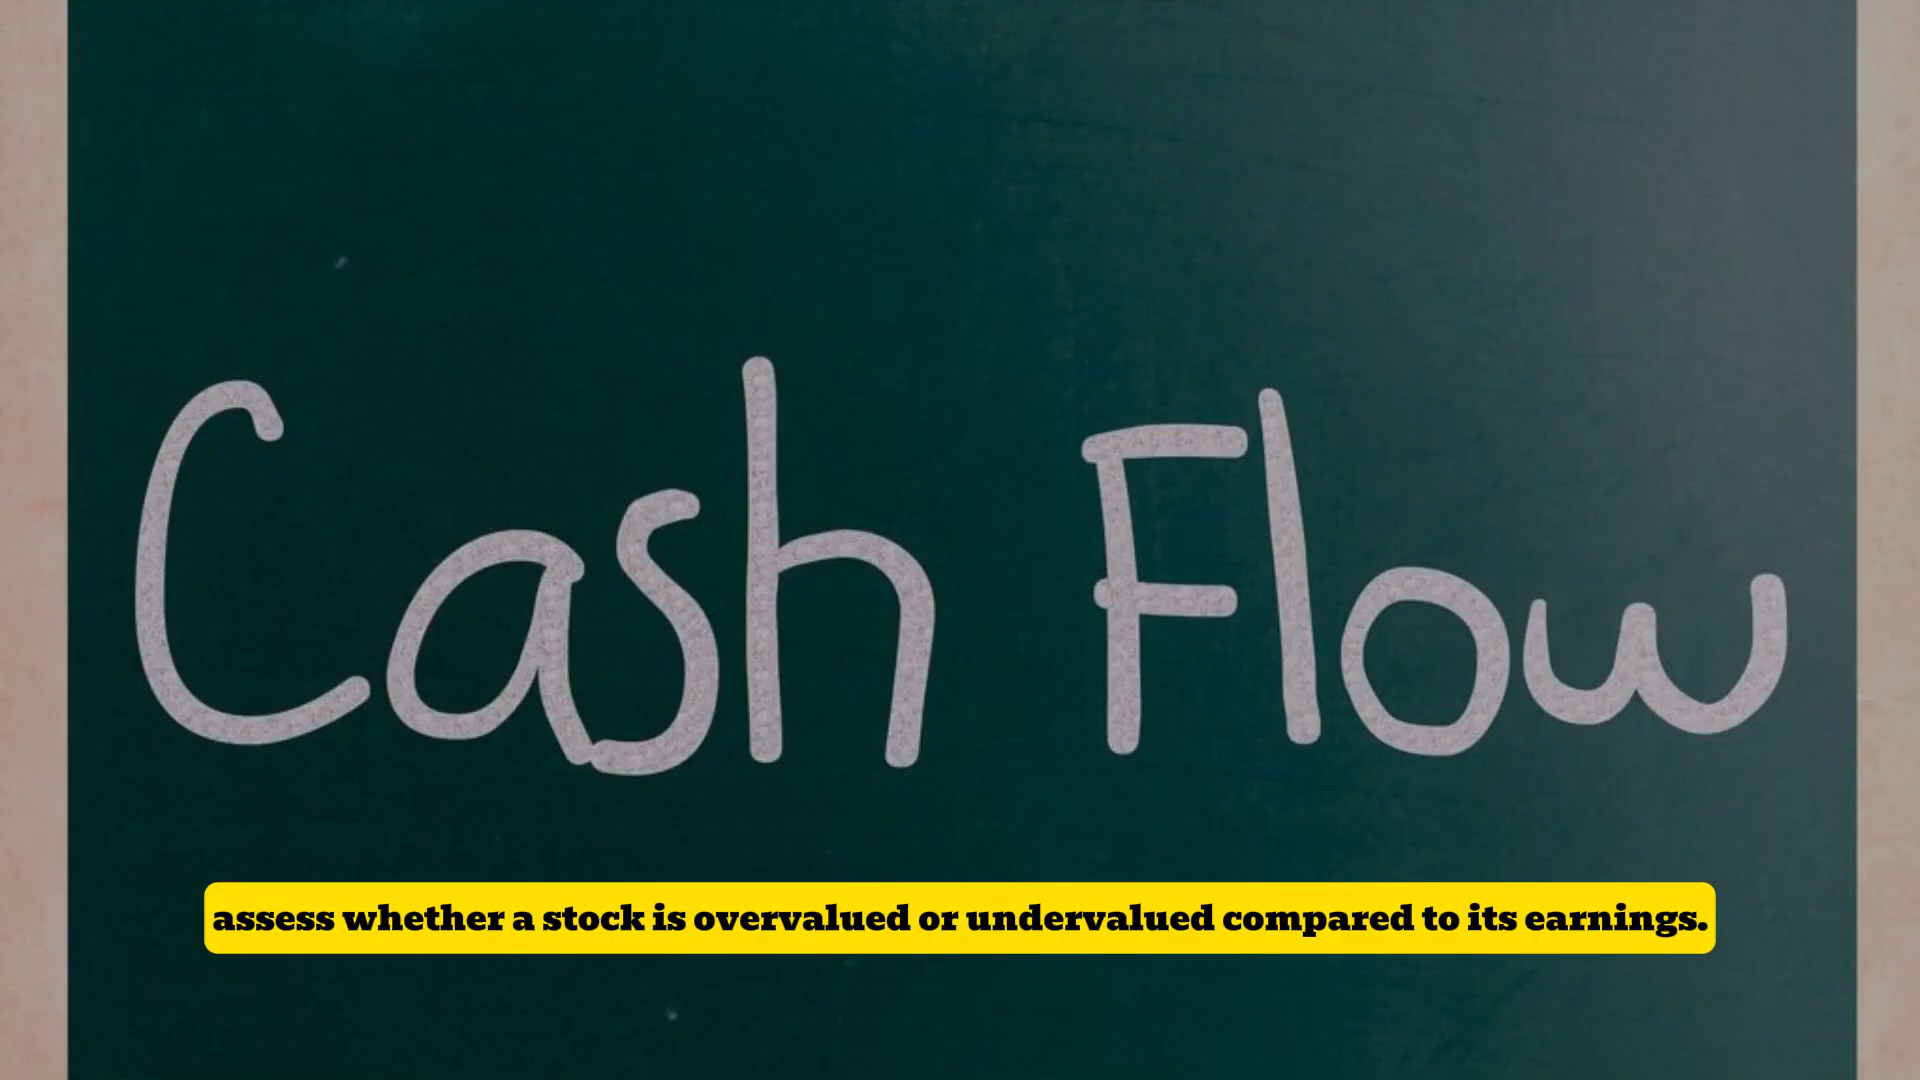 Cash Flow
assess whether a stock is overvalued or undervalued compared to its earnings.